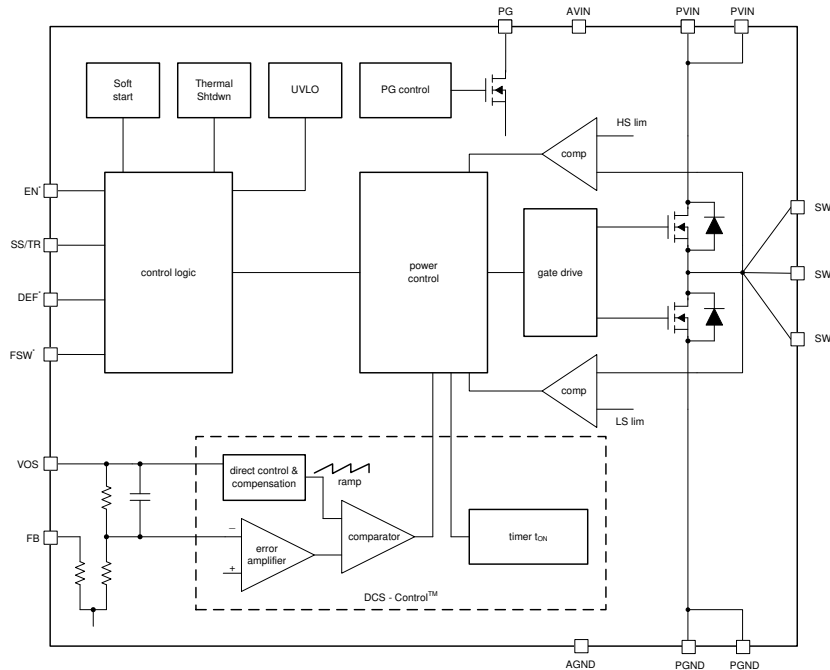 PG
AVIN
PVIN
PVIN
Soft
start
Thermal
Shtdwn
UVLO
PG control
HS lim
comp
EN*
SS/TR
DEF*
FSW*
control logic
power
control
gate drive
SW
SW
SW
comp
LS lim
VOS
FB
direct control &
compensation
ramp
_
+
error
amplifier
comparator
timer tON
DCS - Control™
AGND
PGND
PGND